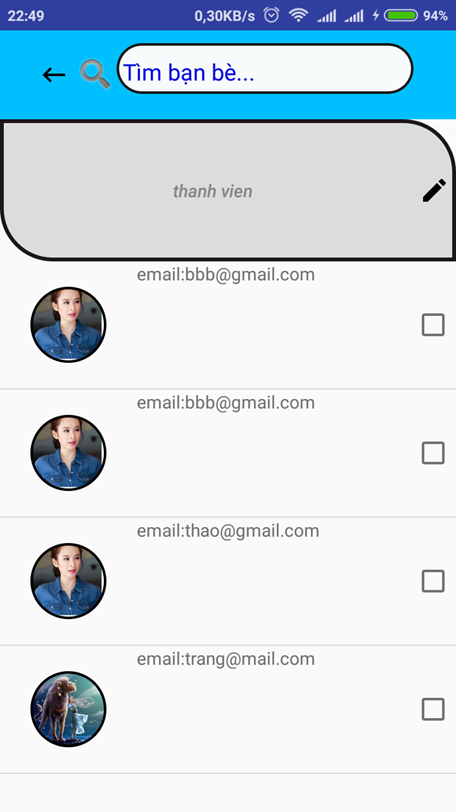 22:49 0,30KB/s 94%
Tìm bạn bè...
thanh vien
email:bbb@gmail.com
email:bbb@gmail.com
email:thao@gmail.com
email:trang@mail.com